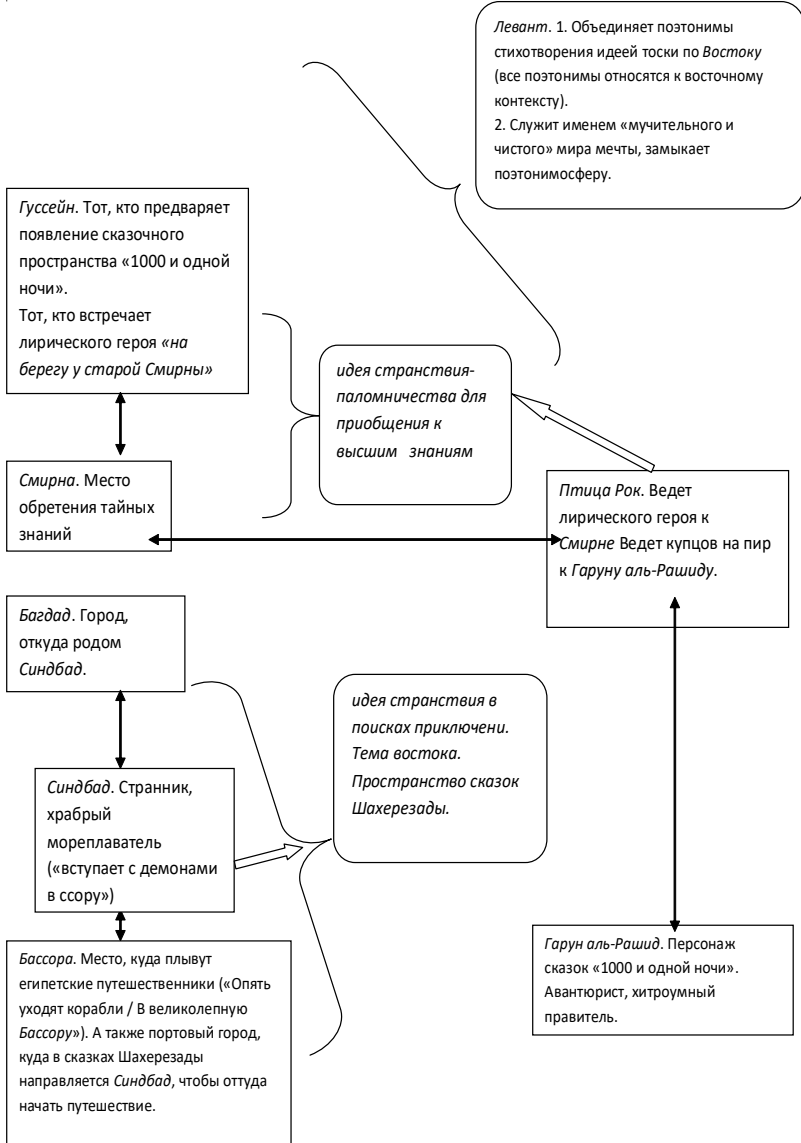 Левант. 1. Объединяет поэтонимы
стихотворения идеей тоски по Востоку
(все поэтонимы относятся к восточному
контексту).
2. Служит именем «мучительного и
чистого» мира мечты, замыкает
поэтонимосферу.
Гуссейн. Тот, кто предваряет
появление сказочного
пространства «1000 и одной
ночи».
Тот, кто встречает
лирического героя «на
берегу у старой Смирны»
идея странствия-
паломничества для
приобщения к
высшим знаниям
Смирна. Место
обретения тайных
знаний
Птица Рок. Ведет
лирического героя к
Смирне Ведет купцов на пир
к Гаруну аль-Рашиду.
Багдад. Город,
откуда родом
Синдбад.
идея странствия в
поисках приключени.
Тема востока.
Пространство сказок
Шахерезады.
Синдбад. Странник,
храбрый
мореплаватель
(«вступает с демонами
в ссору»)
Бассора. Место, куда плывут
египетские путешественники («Опять
уходят корабли / В великолепную
Бассору»). А также портовый город,
куда в сказках Шахерезады
направляется Синдбад, чтобы оттуда
начать путешествие.
Гарун аль-Рашид. Персонаж
сказок «1000 и одной ночи».
Авантюрист, хитроумный
правитель.